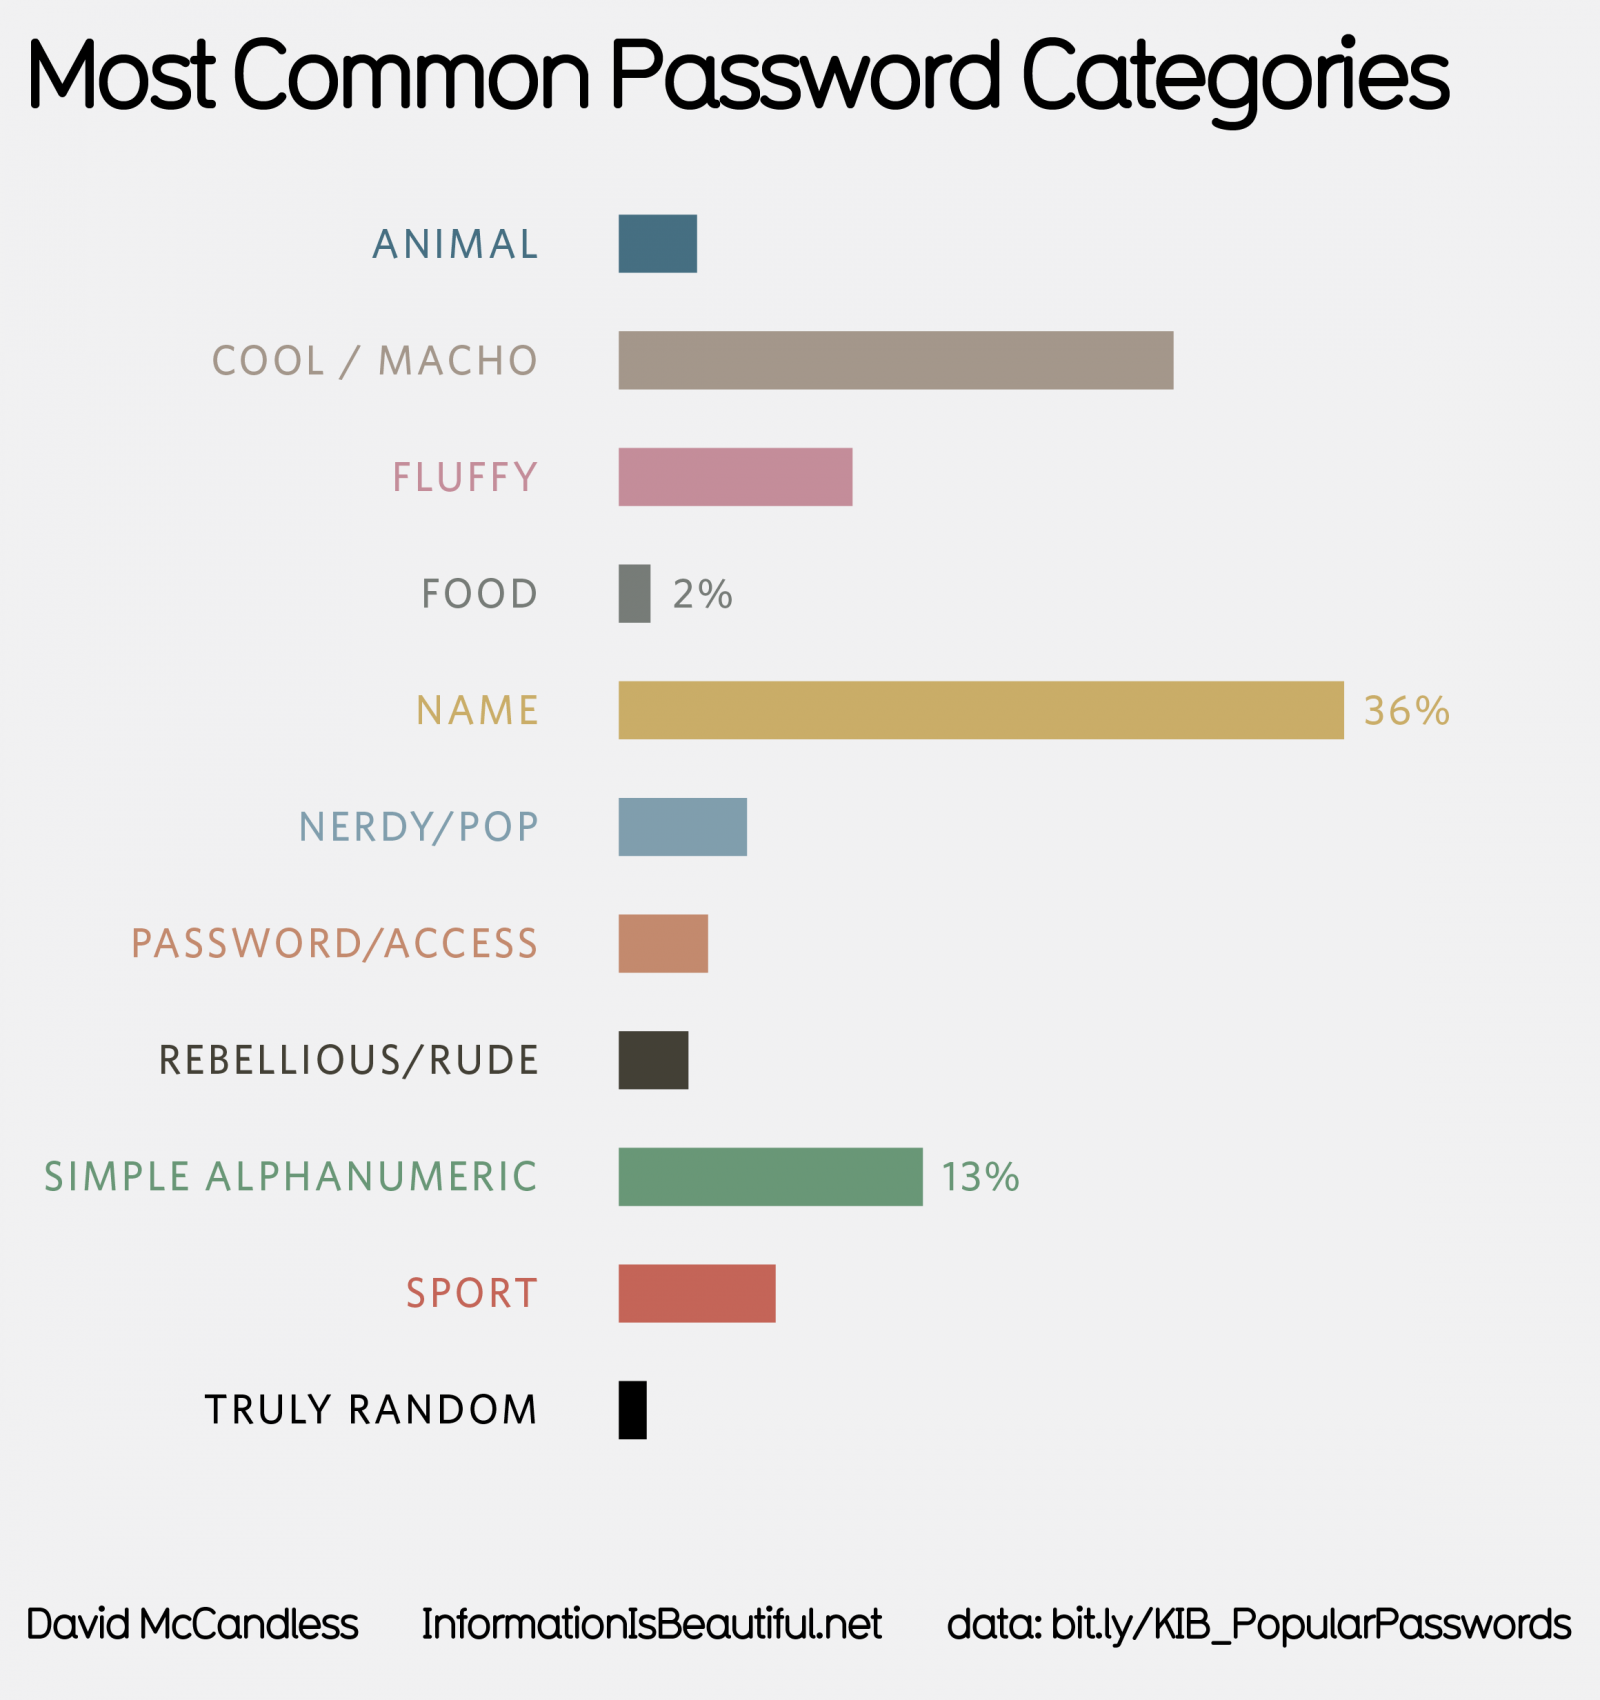 Most Common Password Categories
ANIMAL
COOL / MACHO
FLUFFY
FOOD 2%
NAME 36%
NERDY/POP
PASSWORD/ACCESS
REBELLIOUS/RUDE
SIMPLE ALPHANUMERIC 13%
SPORT
TRULY RANDOM
David McCandless InformationIsBeautiful.net data: bit.ly/KIB_PopularPasswords